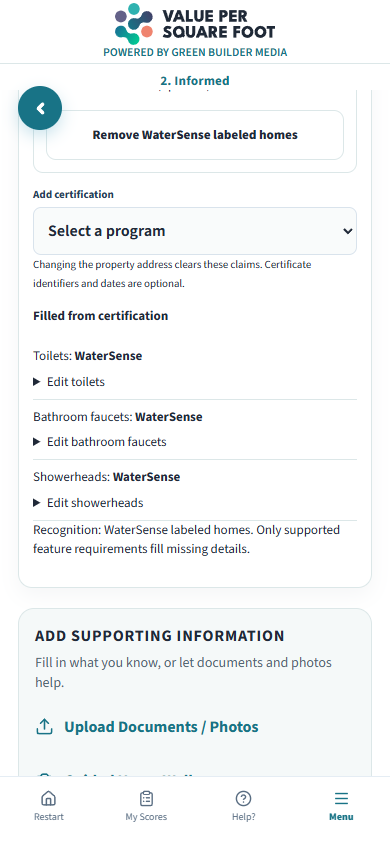 VALUE PER
SQUARE FOOT
POWERED BY GREEN BUILDER MEDIA
2. Informed
Remove WaterSense labeled homes
Add certification
Select a program
Changing the property address clears these claims. Certificate
identifiers and dates are optional.
Filled from certification
Toilets: WaterSense
Edit toilets
Bathroom faucets: WaterSense
Edit bathroom faucets
Showerheads: WaterSense
Edit showerheads
Recognition: WaterSense labeled homes. Only supported
feature requirements fill missing details.
ADD SUPPORTING INFORMATION
Fill in what you know, or let documents and photos
help.
Upload Documents / Photos
Restart
My Scores
Help?
Menu